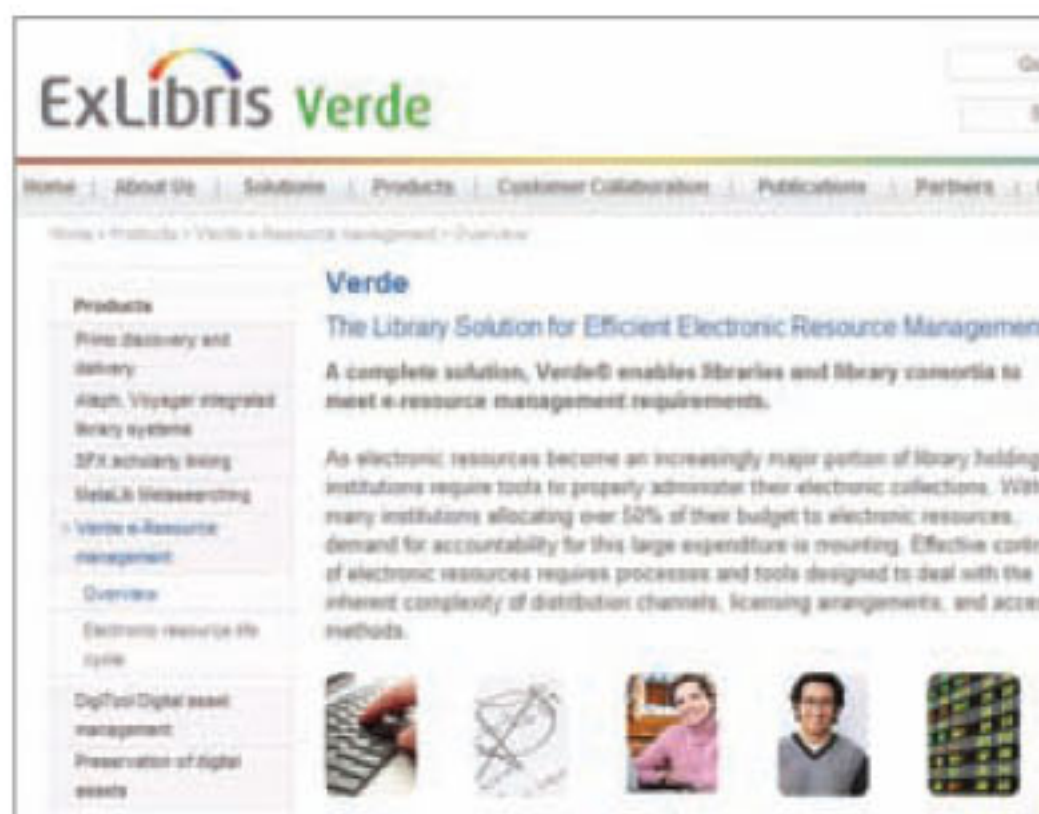 ExLibris Verde
Home | About Us | Solutions | Products | Customer Collaboration | Publications | Partners |
Home > Products > Verde e-Resource management > Overview
Products
Primo discovery and
delivery
Aleph, Voyager integrated
library systems
SFX scholarly linking
MetaLib Metasearching
Verde e-Resource
management
Overview
Electronic resource life
cycle
DigiTool Digital asset
management
Preservation of digital
assets
Verde
The Library Solution for Efficient Electronic Resource Managemen
A complete solution, Verde® enables libraries and library consortia to
meet e-resource management requirements.
As electronic resources become an increasingly major portion of library holding
institutions require tools to properly administer their electronic collections. With
many institutions allocating over 50% of their budget to electronic resources,
demand for accountability for this large expenditure is mounting. Effective contr
of electronic resources requires processes and tools designed to deal with the
inherent complexity of distribution channels, licensing arrangements, and acces
methods.